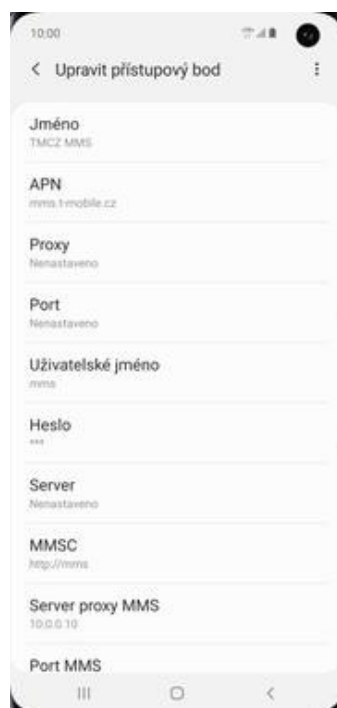 10:00
Upravit přístupový bod
Jméno
TMCZ MMS
APN
mms.t-mobile.cz
Proxy
Nenastaveno
Port
Nenastaveno
Uživatelské jméno
mms
Heslo
***
Server
Nenastaveno
MMSC
http://mms
Server proxy MMS
10.0.0.10
Port MMS